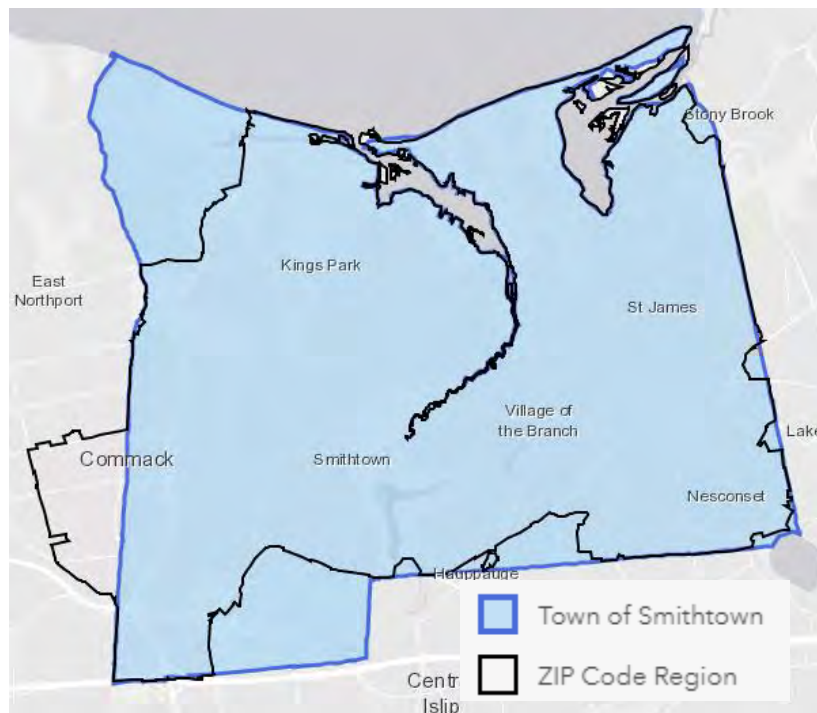 Stony Brook
Kings Park
East
Northport
St James
Village of
the Branch
Commack
Smithtown
Lake
Nesconset
Hauppauge
Town of Smithtown
ZIP Code Region
Centr
Islip